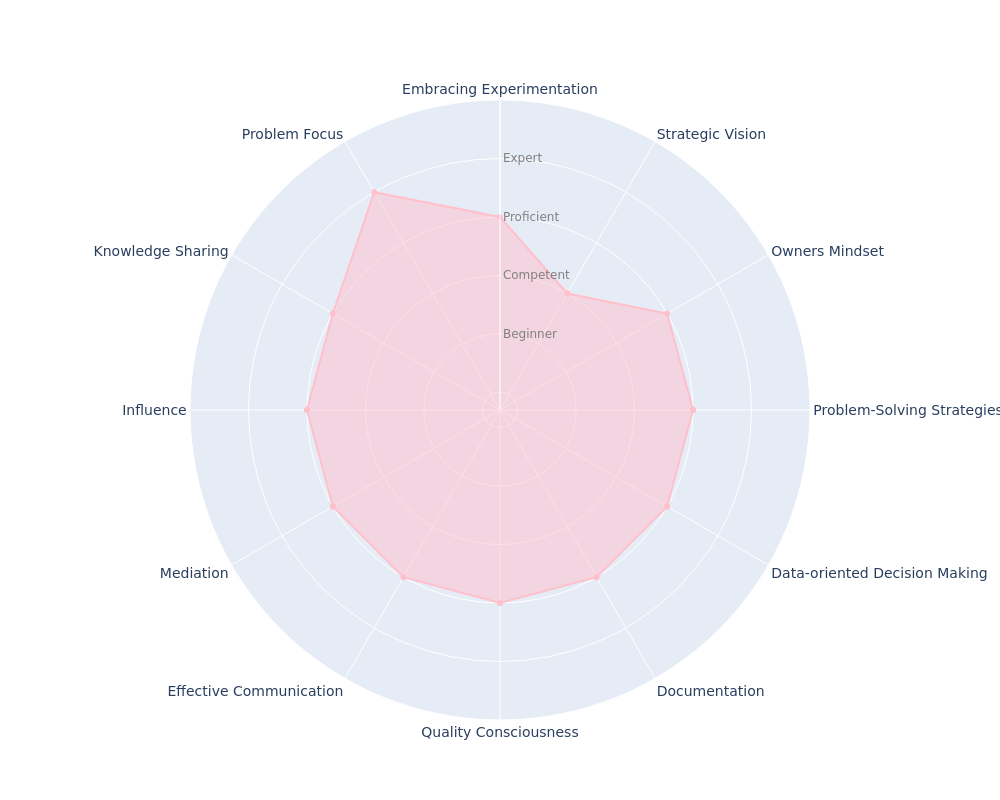 Embracing Experimentation
Problem Focus
Strategic Vision
Expert
Proficient
Knowledge Sharing
Owners Mindset
Competent
Beginner
Influence
Problem-Solving Strategies
Mediation
Data-oriented Decision Making
Effective Communication
Documentation
Quality Consciousness